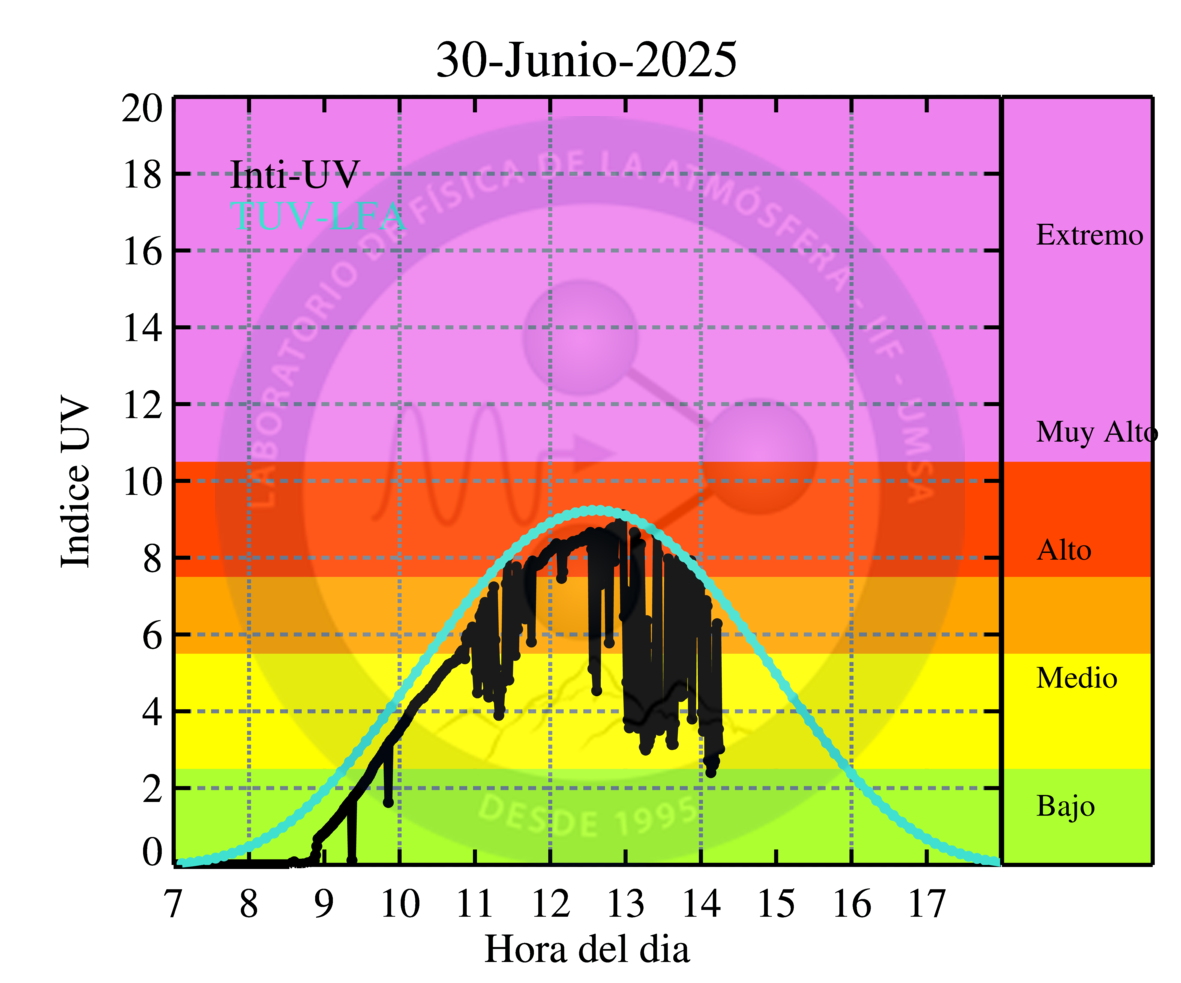 30-Junio-2025
20
18
16
14
12
10
8
6
4
2
0
Indice UV
Inti-UV
TUV-LFA
LABORATORIO DE FÍSICA DE LA ATMÓSFERA - IIF - UMSA
DESDE 1995
Extremo
Muy Alto
Alto
Medio
Bajo
7 8 9 10 11 12 13 14 15 16 17
Hora del dia